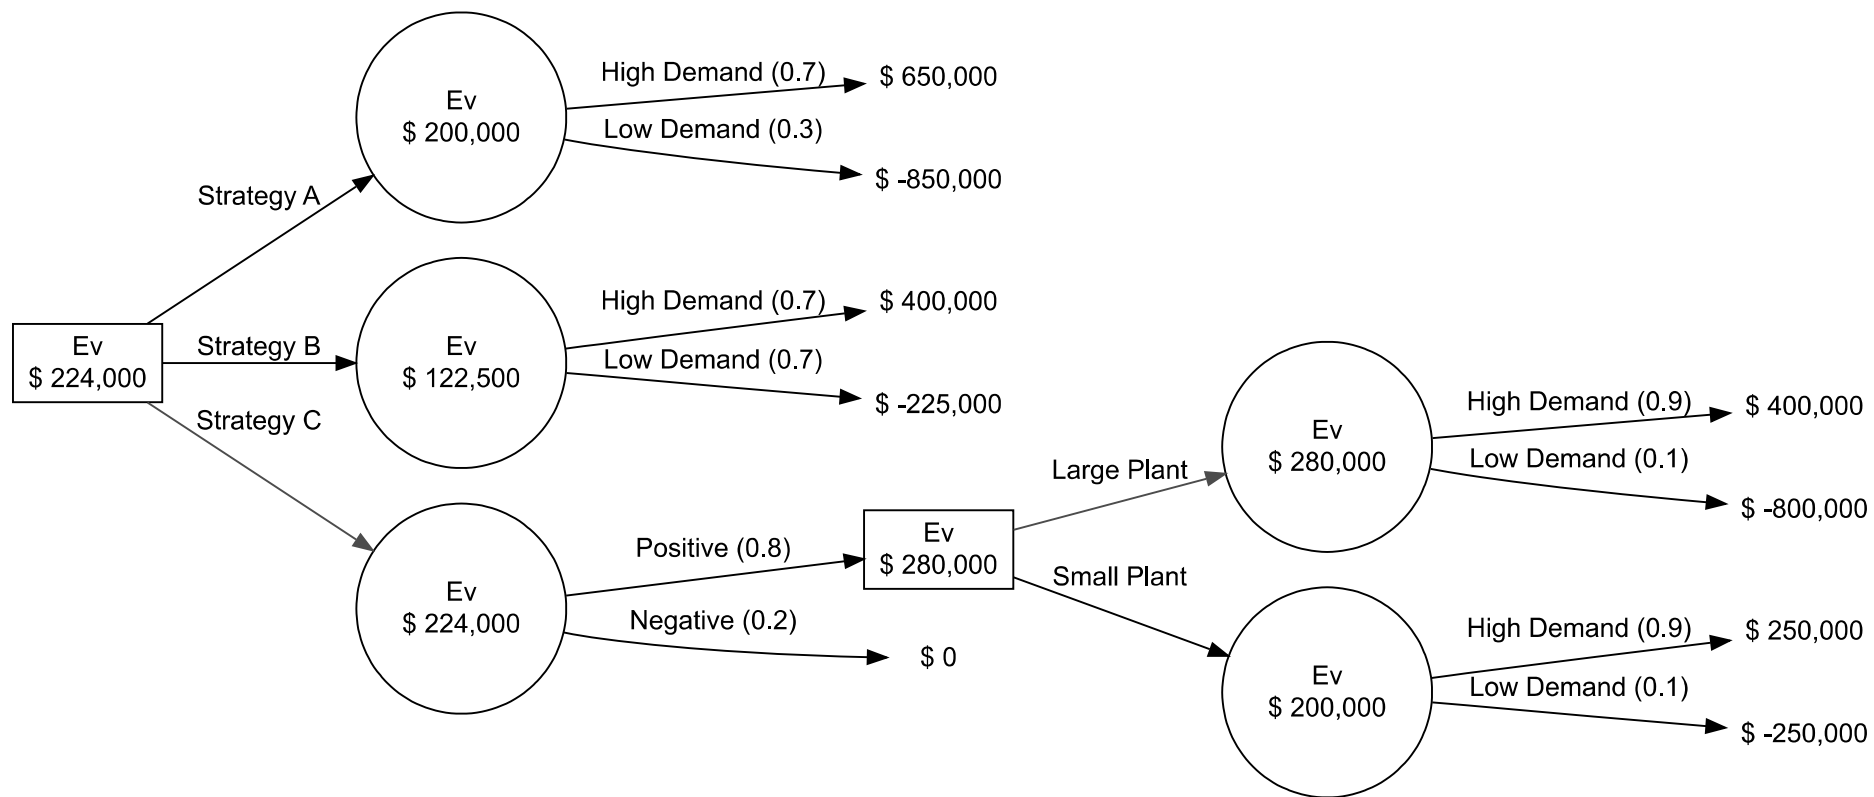 Ev
$ 224,000
Strategy A
Strategy B
Strategy C
Ev
$ 200,000
High Demand (0.7)
$ 650,000
Low Demand (0.3)
$ -850,000
Ev
$ 122,500
High Demand (0.7)
$ 400,000
Low Demand (0.7)
$ -225,000
Ev
$ 224,000
Positive (0.8)
Negative (0.2)
$ 0
Ev
$ 280,000
Large Plant
Small Plant
Ev
$ 280,000
High Demand (0.9)
$ 400,000
Low Demand (0.1)
$ -800,000
Ev
$ 200,000
High Demand (0.9)
$ 250,000
Low Demand (0.1)
$ -250,000